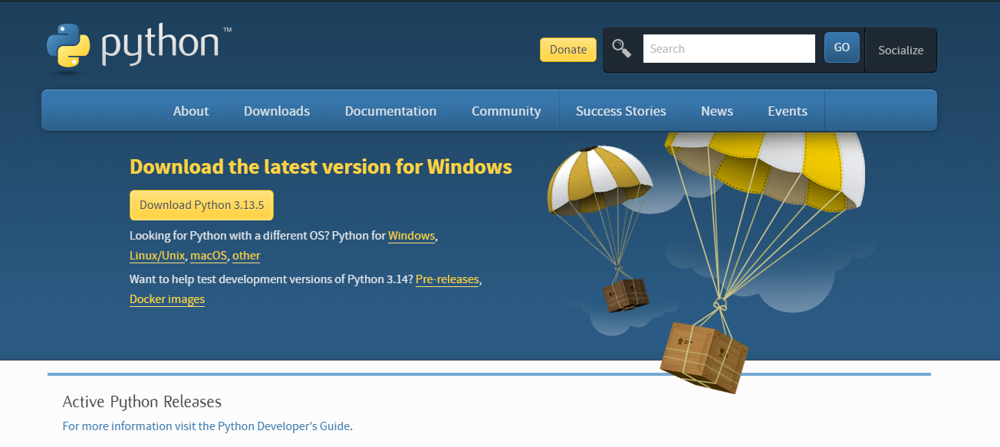 python™
Donate
Search
GO
Socialize
About
Downloads
Documentation
Community
Success Stories
News
Events
Download the latest version for Windows
Download Python 3.13.5
Looking for Python with a different OS? Python for Windows,
Linux/Unix, macOS, other
Want to help test development versions of Python 3.14? Pre-releases,
Docker images
Active Python Releases
For more information visit the Python Developer's Guide.